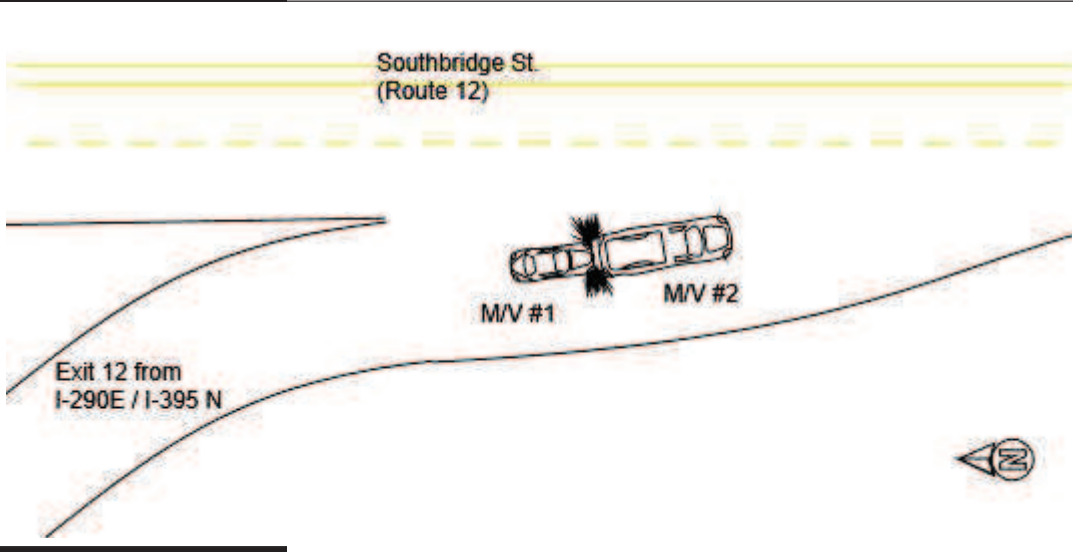 Southbridge St.
(Route 12)
M/V #2
M/V #1
Exit 12 from
I-290E / I-395 N
N